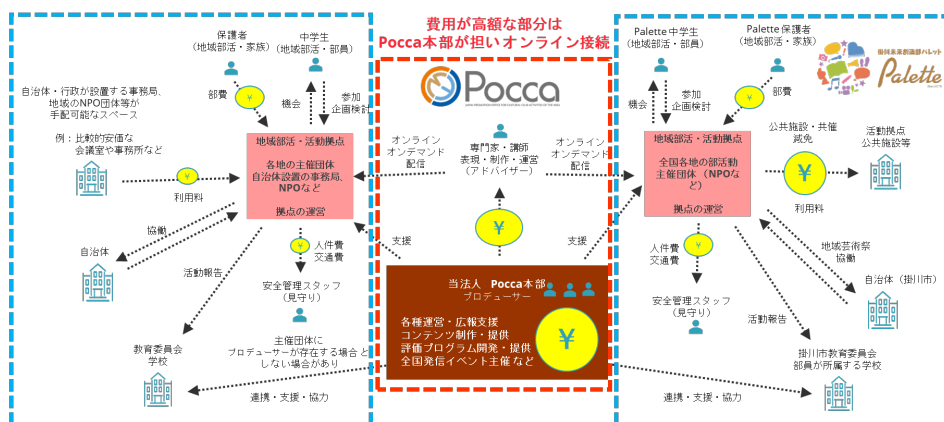 費用が高額な部分は
Pocca本部が担いオンライン接続
保護者
(地域部活・家族)
中学生
(地域部活・部員)
自治体・行政が設置する事務局、
地域のNPO団体等が
手配可能なスペース
例：比較的安価な
会議室や事務所など
部費
¥
機会
参加
企画検討
地域部活・活動拠点
各地の主催団体
自治体設置の事務局、
NPOなど
拠点の運営
¥
利用料
協働
自治体
活動報告
¥
人件費
交通費
安全管理スタッフ
(見守り)
主催団体に
プロデューサーが存在する場合と
しない場合があり
教育委員会
学校
Pocca
オンライン
オンデマンド
配信
専門家・講師
表現・制作・運営
(アドバイザー)
オンライン
オンデマンド
配信
¥
支援
支援
当法人 Pocca本部
プロデューサー
各種運営・広報支援
コンテンツ制作・提供
評価プログラム開発・提供
全国発信イベント主催 など
¥
連携・支援・協力
連携・支援・協力
Palette 中学生
(地域部活・部員)
Palette 保護者
(地域部活・家族)
掛川未来創造部パレット
Palette
機会
参加
企画検討
¥
部費
地域部活・活動拠点
全国各地の部活動
主催団体（NPOな
ど）
拠点の運営
公共施設・共催
減免
¥
利用料
活動拠点
公共施設等
¥
人件費
交通費
安全管理スタッフ
(見守り)
地域芸術祭
協働
自治体（掛川市）
活動報告
掛川市教育委員会
部員が所属する学校